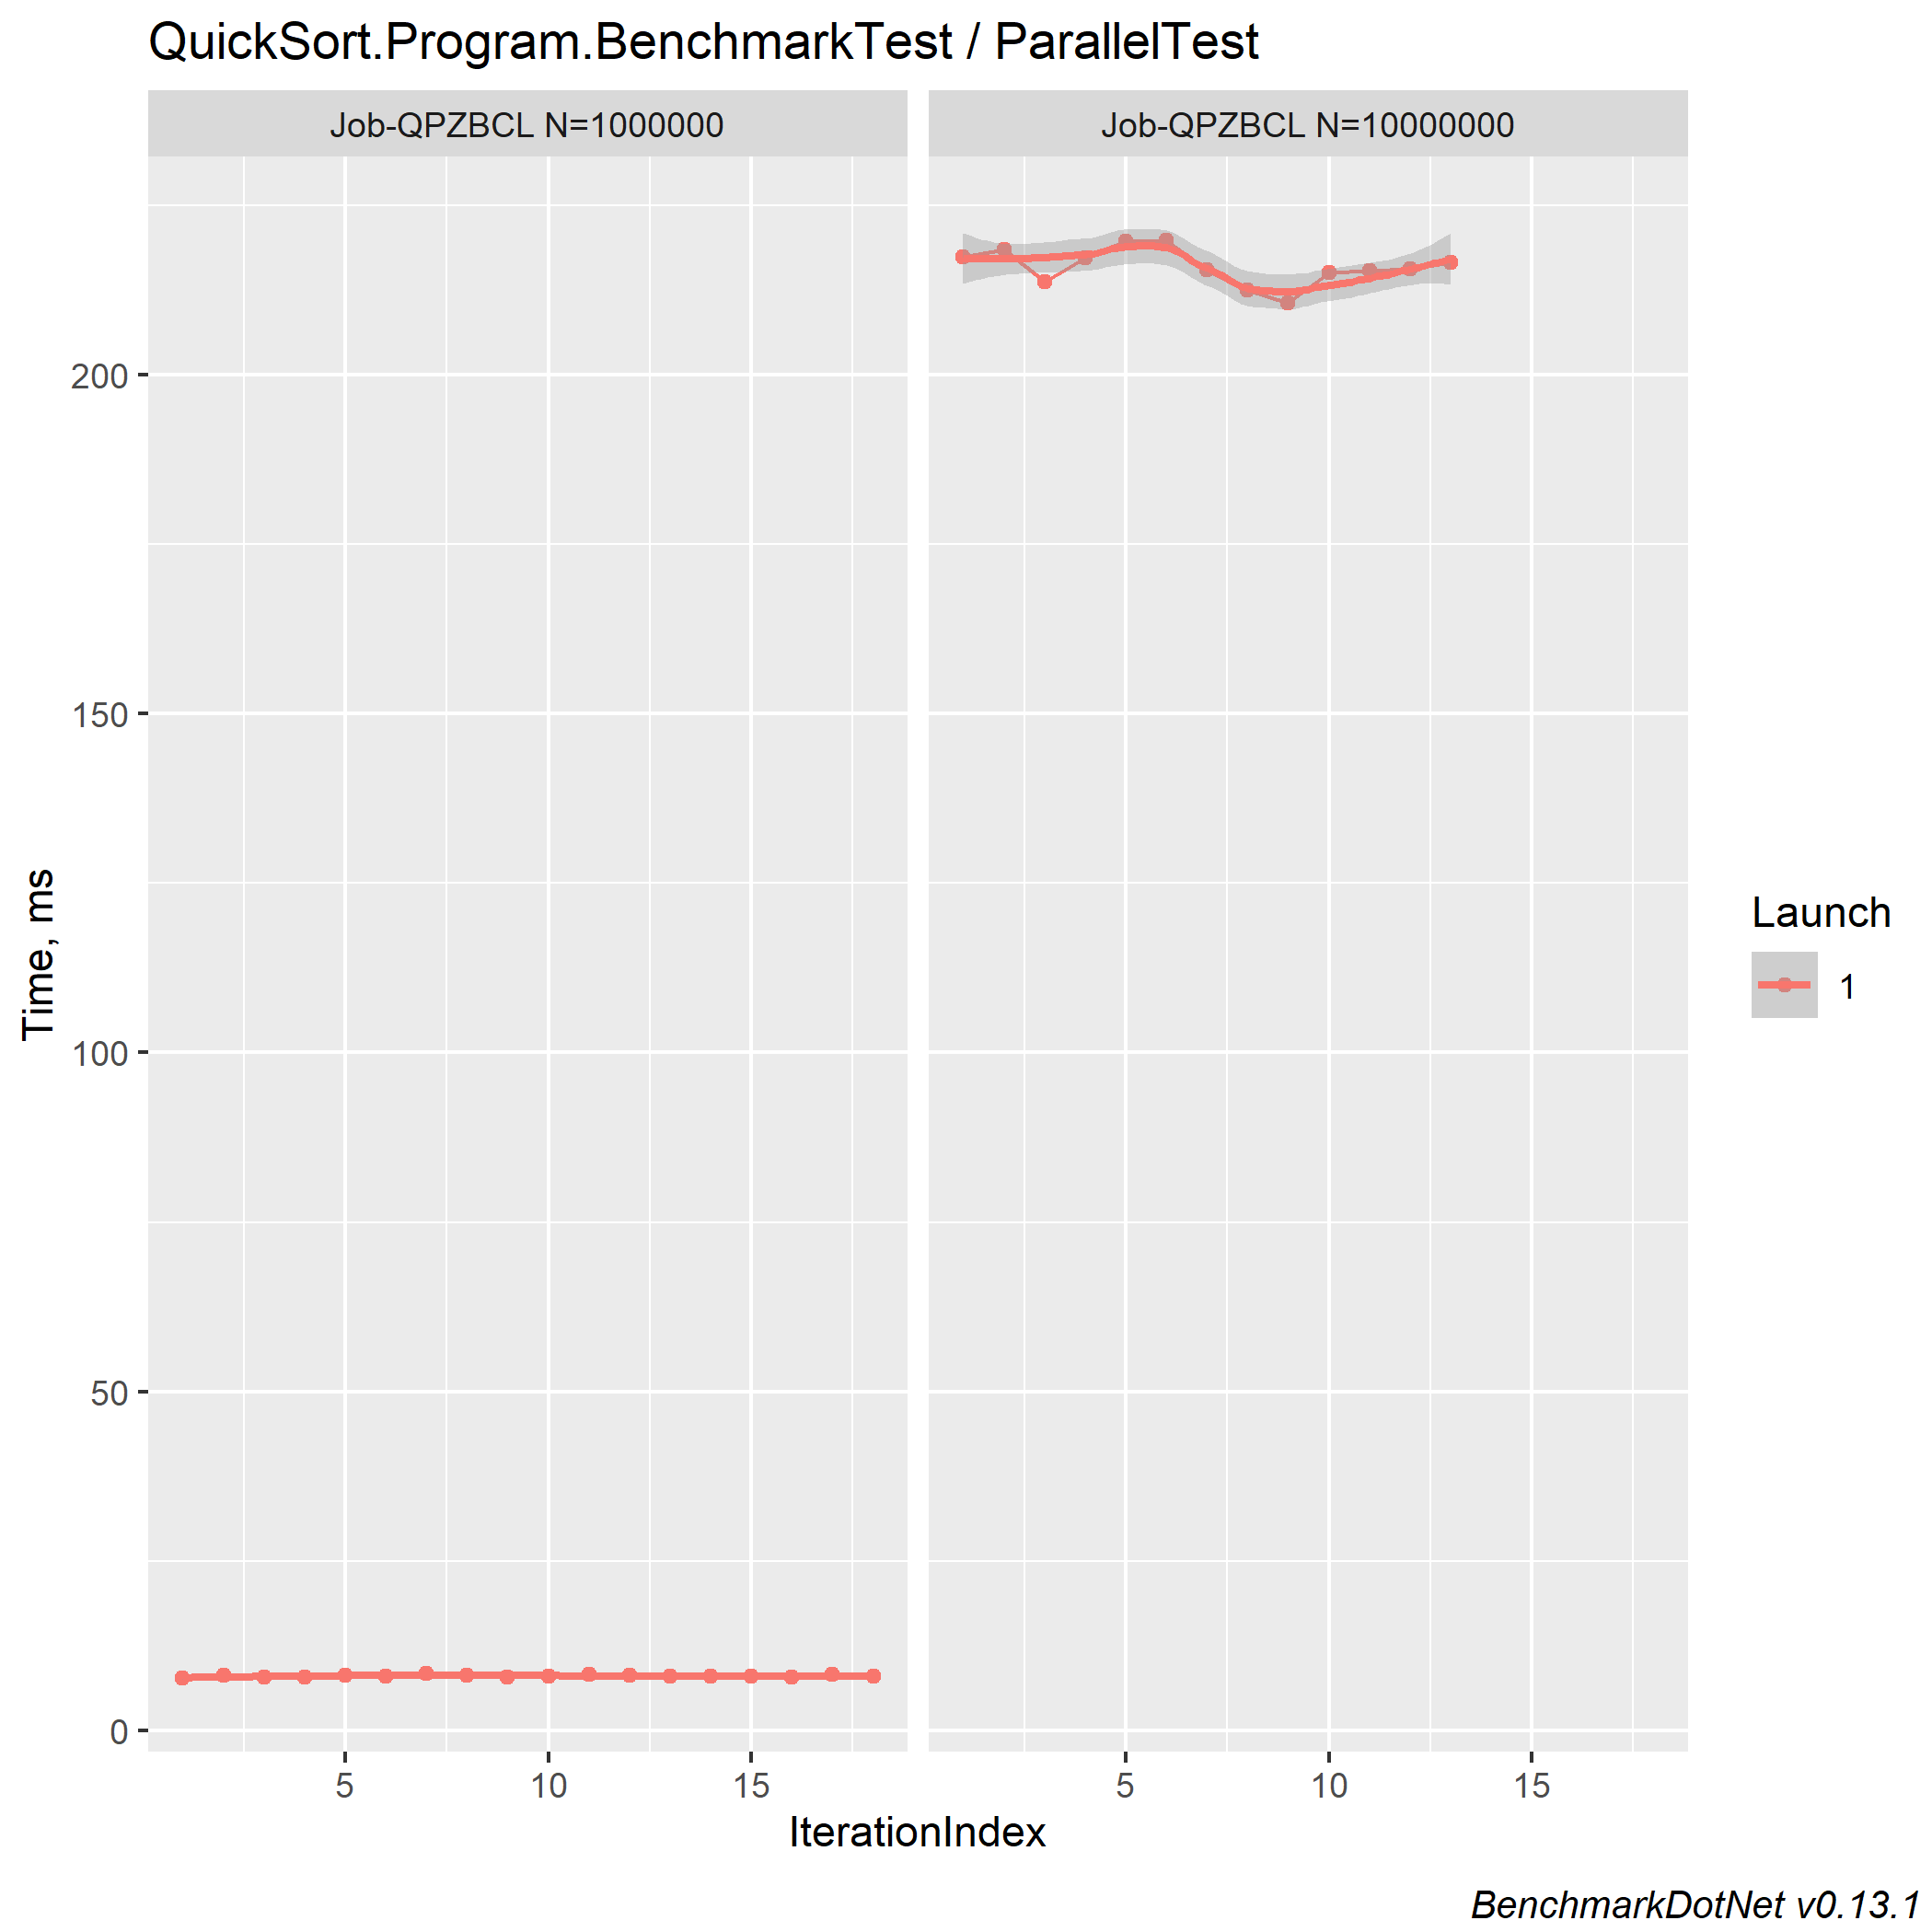 QuickSort.Program.BenchmarkTest / ParallelTest
Job-QPZBCL N=1000000
Job-QPZBCL N=10000000
200
150
100
50
0
Time, ms
5
10
15
5
10
15
IterationIndex
Launch
1
BenchmarkDotNet v0.13.1